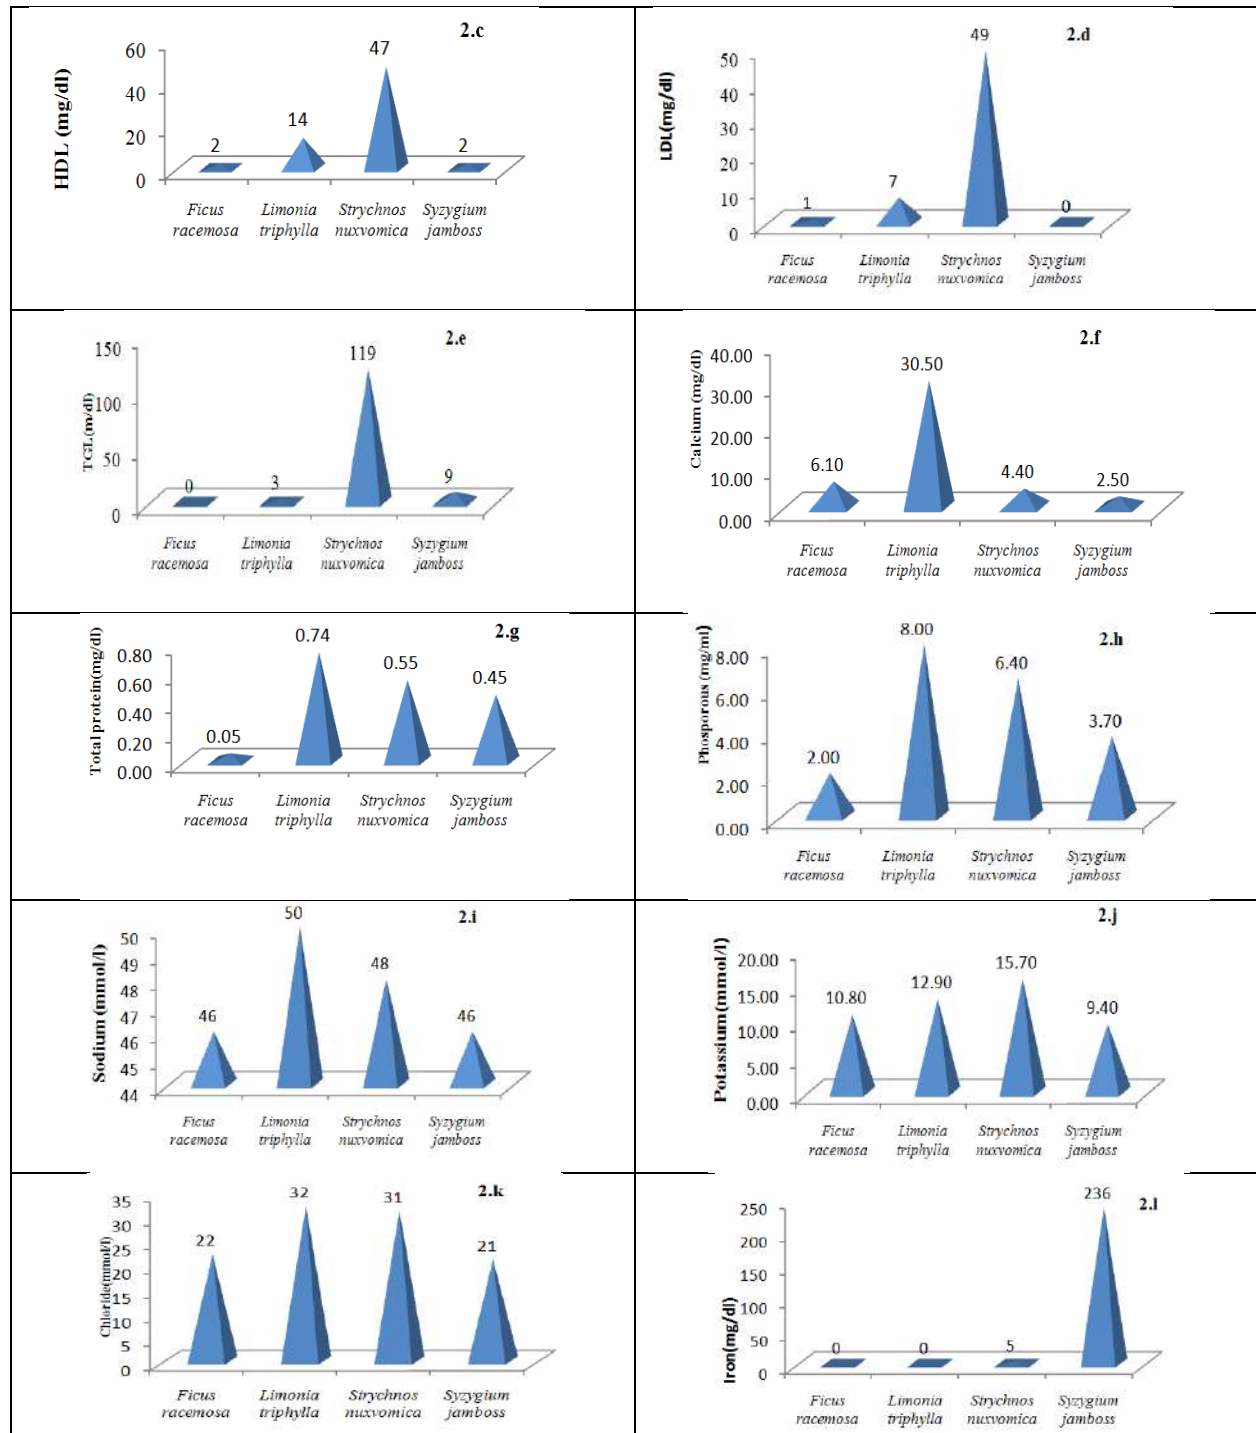 2.c
HDL (mg/dl)
60
40
20
0
2
14
47
2
Ficus racemosa
Limonia triphylla
Strychnos nuxvomica
Syzygium jamboss
2.d
LDL(mg/dl)
50
40
30
20
10
0
1
7
49
0
Ficus racemosa
Limonia triphylla
Strychnos nuxvomica
Syzygium jamboss
2.e
TGL(m/dl)
150
100
50
0
0
3
119
9
Ficus racemosa
Limonia triphylla
Strychnos nuxvomica
Syzygium jamboss
2.f
Calcium (mg/dl)
40.00
30.00
20.00
10.00
0.00
6.10
30.50
4.40
2.50
Ficus racemosa
Limonia triphylla
Strychnos nuxvomica
Syzygium jamboss
2.g
Total protein(mg/dl)
0.80
0.60
0.40
0.20
0.00
0.05
0.74
0.55
0.45
Ficus racemosa
Limonia triphylla
Strychnos nuxvomica
Syzygium jamboss
2.h
Phosporous (mg/ml)
8.00
6.00
4.00
2.00
0.00
2.00
8.00
6.40
3.70
Ficus racemosa
Limonia triphylla
Strychnos nuxvomica
Syzygium jamboss
2.i
Sodium (mmol/l)
50
49
48
47
46
45
44
46
50
48
46
Ficus racemosa
Limonia triphylla
Strychnos nuxvomica
Syzygium jamboss
2.j
Potassium(mmol/l)
20.00
15.00
10.00
5.00
0.00
10.80
12.90
15.70
9.40
Ficus racemosa
Limonia triphylla
Strychnos nuxvomica
Syzygium jamboss
2.k
Chloride(mmol/l)
35
30
25
20
15
10
5
0
22
32
31
21
Ficus racemosa
Limonia triphylla
Strychnos nuxvomica
Syzygium jamboss
2.l
Iron(mg/dl)
250
200
150
100
50
0
0
0
5
236
Ficus racemosa
Limonia triphylla
Strychnos nuxvomica
Syzygium jamboss